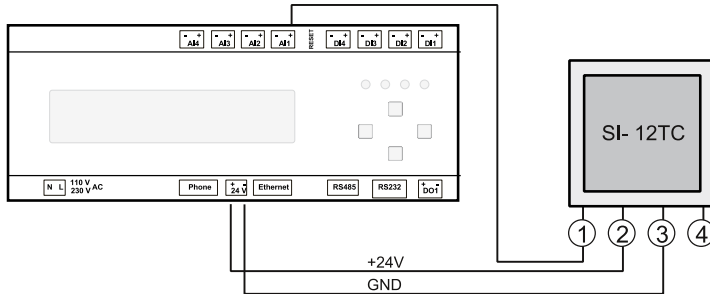 - + AI4 - + AI3 - + AI2 - + AI1 RESET - + DI4 - + DI3 - + DI2 - + DI1
SI- 12TC
N L 110 V 230 V AC Phone + - 24 V Ethernet RS485 RS232 + - DO1
1 2 3 4
+24V
GND